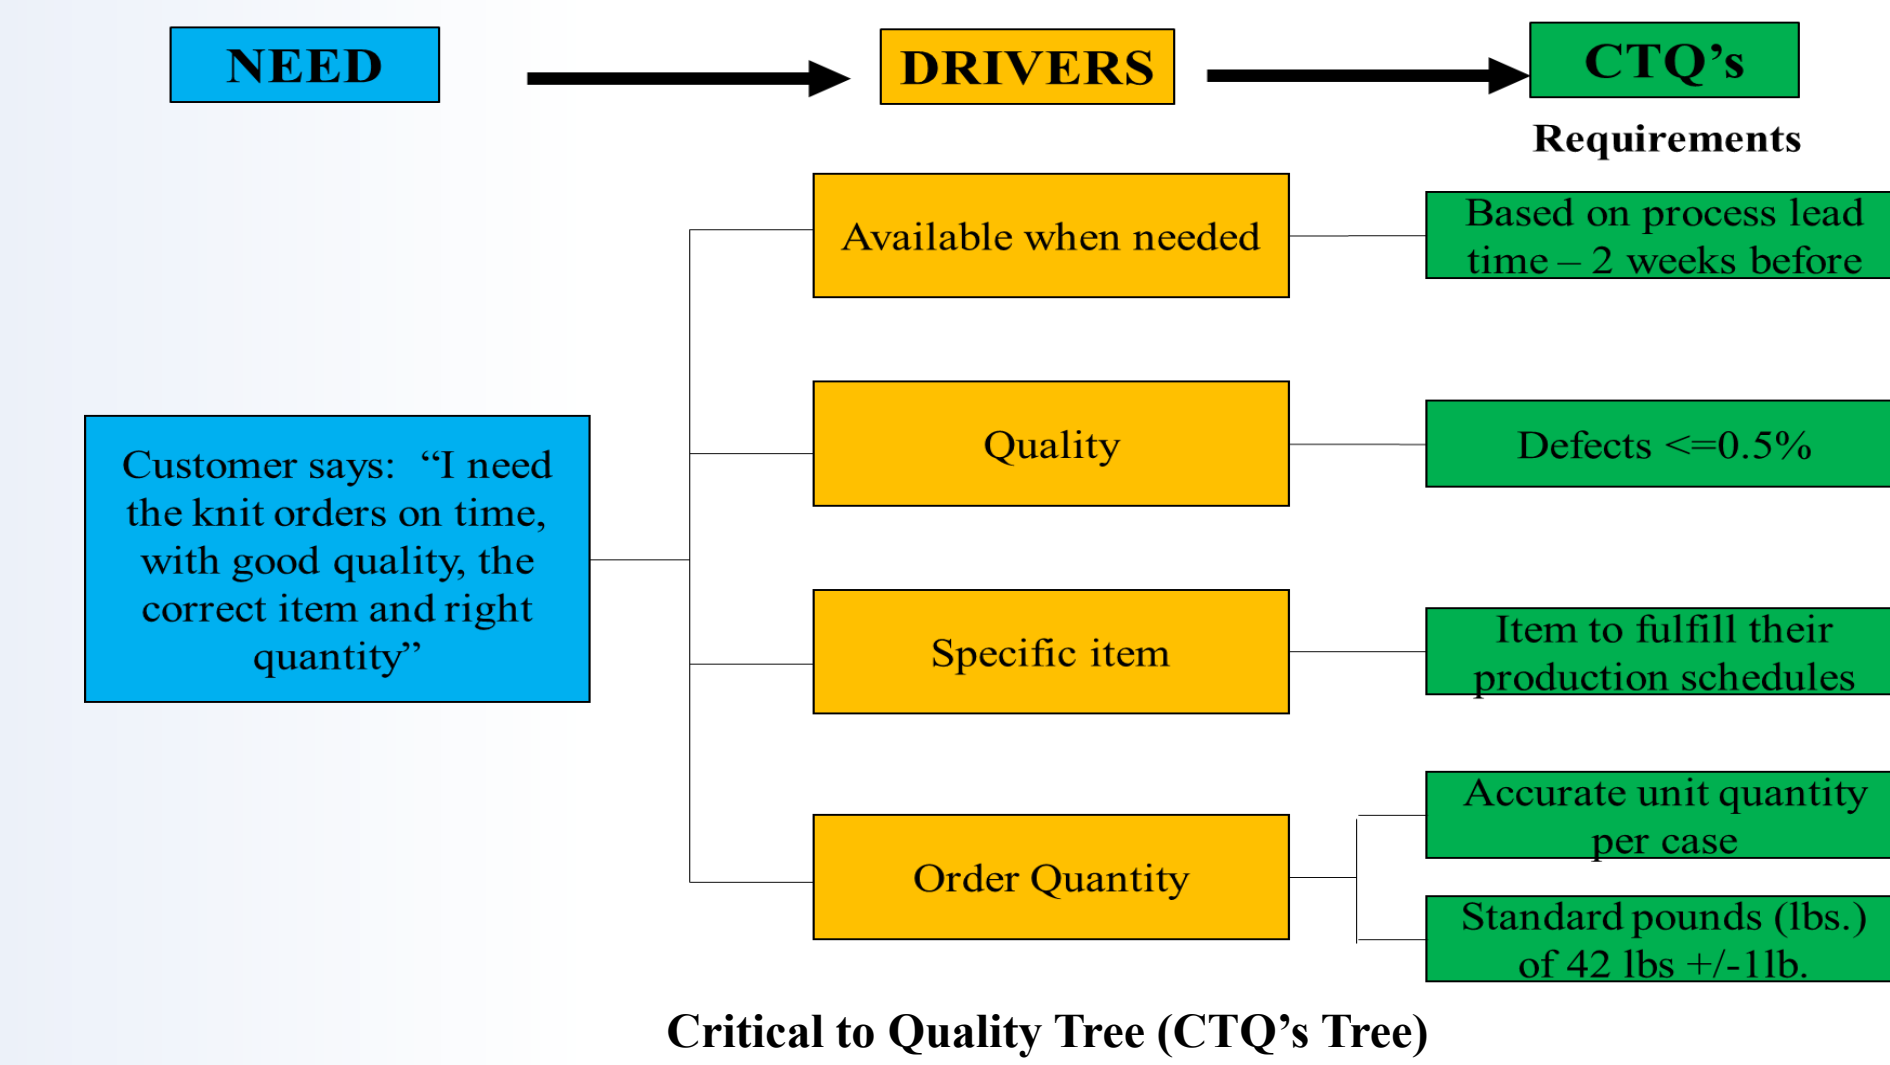 NEED
DRIVERS
CTQ’s
Requirements
Customer says:  “I need
the knit orders on time,
with good quality, the
correct item and right
quantity”
Available when needed
Based on process lead
time – 2 weeks before
Quality
Defects <=0.5%
Specific item
Item to fulfill their
production schedules
Order Quantity
Accurate unit quantity
per case
Standard pounds (lbs.)
of 42 lbs +/-1lb.
Critical to Quality Tree (CTQ’s Tree)